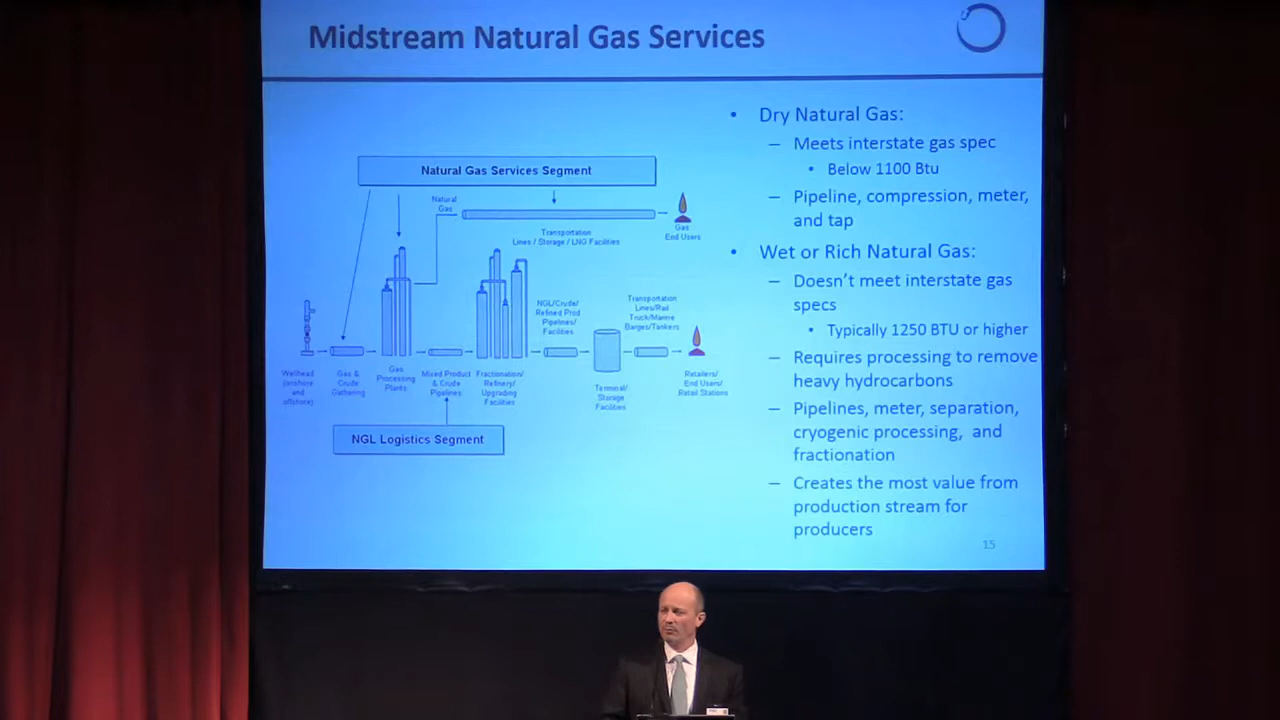 Midstream Natural Gas Services
Natural Gas Services Segment
Natural
Gas
Transportation
Lines / Storage / LNG Facilities
Gas
End Users
NGL/Crude/
Refined Prod
Pipelines/
Facilities
Transportation
Lines/Rail
Truck/Marine
Barges/Tankers
Wellhead
(onshore
and
offshore)
Gas &
Crude
Gathering
Gas
Processing
Plants
Mixed Product
& Crude
Pipelines
Fractionation/
Refinery/
Upgrading
Facilities
Terminal/
Storage
Facilities
Retailers/
End Users/
Retail Stations
NGL Logistics Segment
• Dry Natural Gas:
– Meets interstate gas spec
• Below 1100 Btu
– Pipeline, compression, meter,
and tap
• Wet or Rich Natural Gas:
– Doesn't meet interstate gas
specs
• Typically 1250 BTU or higher
– Requires processing to remove
heavy hydrocarbons
– Pipelines, meter, separation,
cryogenic processing, and
fractionation
– Creates the most value from
production stream for
producers
15